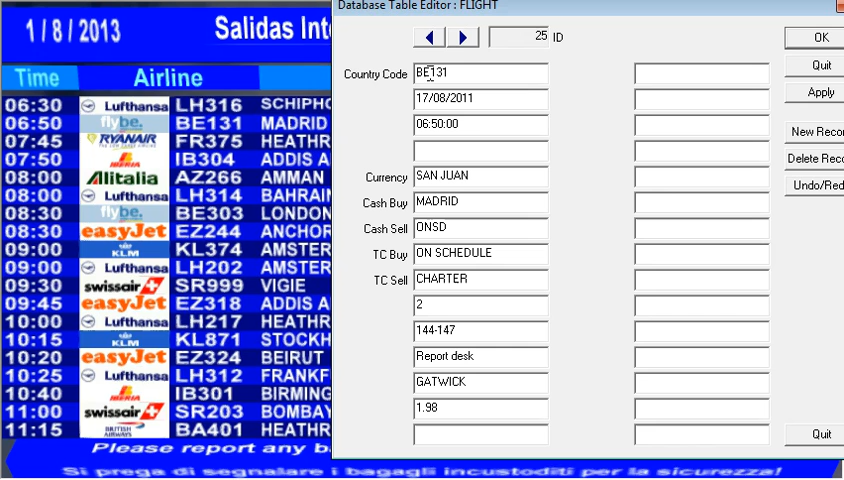 1/8/2013 Salidas Int
Time Airline
06:30 Lufthansa LH316 SCHIPHO
06:50 flybe. BE131 MADRID
07:45 RYANAIR FR375 HEATHR
07:50 IBERIA IB304 ADDIS A
08:00 Alitalia AZ266 AMMAN
08:00 Lufthansa LH314 BAHRAIN
08:30 flybe. BE303 LONDON
08:30 easyJet EZ244 ANCHOR
09:00 KLM KL374 AMSTER
09:00 Lufthansa LH202 AMSTER
09:30 swissair SR999 VIGIE
09:45 easyJet EZ318 ADDIS A
10:00 Lufthansa LH217 HEATHR
10:15 KLM KL871 STOCKH
10:20 easyJet EZ324 BEIRUT
10:25 Lufthansa LH312 FRANKF
10:40 IBERIA IB301 BIRMING
11:00 swissair SR203 BOMBAY
11:15 BRITISH AIRWAYS BA401 HEATHR
Please report any ba
Si prega di segnalare i bagagli incustoditi per la sicurezza!
Database Table Editor : FLIGHT
25 ID
OK
Country Code BE131
Quit
17/08/2011
Apply
06:50:00
New Recor
Delete Reco
Currency SAN JUAN
Undo/Red
Cash Buy MADRID
Cash Sell ONSD
TC Buy ON SCHEDULE
TC Sell CHARTER
2
144-147
Report desk
GATWICK
1.98
Quit